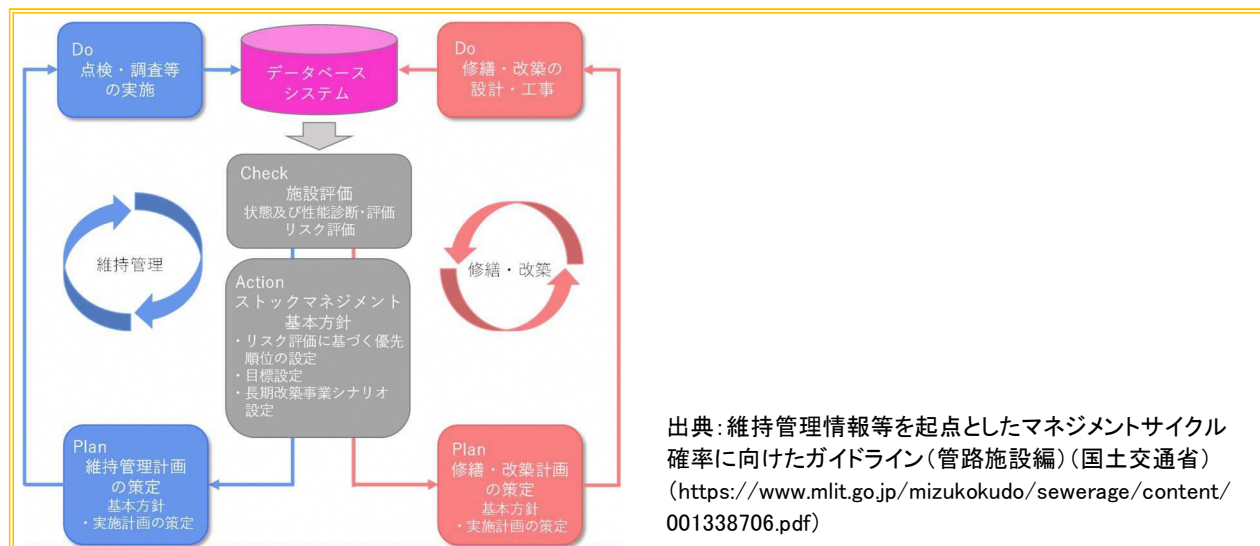 Do
点検・調査等
の実施
データベース
システム
Do
修繕・改築の
設計・工事
Check
施設評価
状態及び性能診断・評価
リスク評価
維持管理
修繕・改築
Action
ストックマネジメント
基本方針
・リスク評価に基づく優先
順位の設定
・目標設定
・長期改築事業シナリオ
設定
Plan
維持管理計画
の策定
基本方針
・実施計画の策定
Plan
修繕・改築計画
の策定
基本方針
・実施計画の策定
出典：維持管理情報等を起点としたマネジメントサイクル
確率に向けたガイドライン（管路施設編）（国土交通省）
（https://www.mlit.go.jp/mizukokudo/sewerage/content/
001338706.pdf）